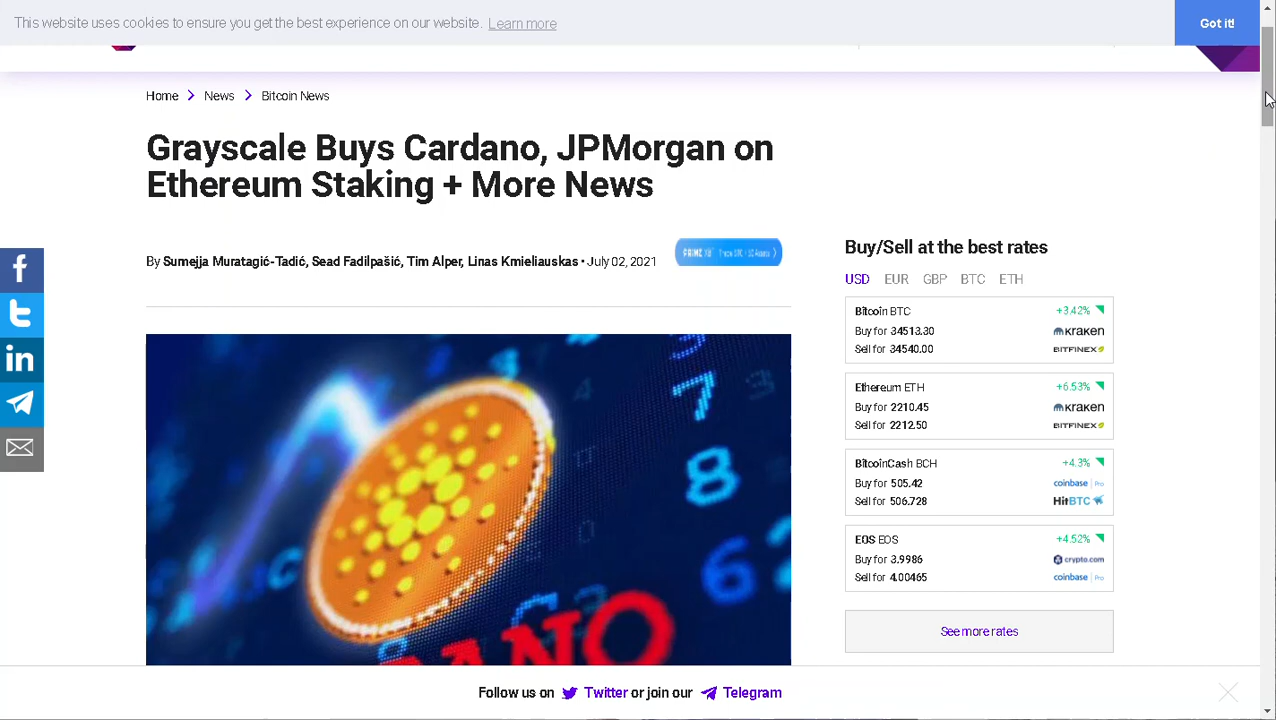 This website uses cookies to ensure you get the best experience on our website. Learn more
Got it!
Home > News > Bitcoin News
Grayscale Buys Cardano, JPMorgan on
Ethereum Staking + More News
By Sumejja Muratagić-Tadić, Sead Fadilpašić, Tim Alper, Linas Kmieliauskas • July 02, 2021
Buy/Sell at the best rates
USD EUR GBP BTC ETH
Bitcoin BTC +3.42%
Buy for 34513.30 kraken
Sell for 34540.00 BITFINEX
Ethereum ETH +6.53%
Buy for 2210.45 kraken
Sell for 2212.50 BITFINEX
BitcoinCash BCH +4.3%
Buy for 505.42 coinbase Pro
Sell for 506.728 HitBTC
EOS EOS +4.52%
Buy for 3.9986 crypto.com
Sell for 4.00465 coinbase Pro
See more rates
7
8
6
ANO
Follow us on Twitter or join our Telegram